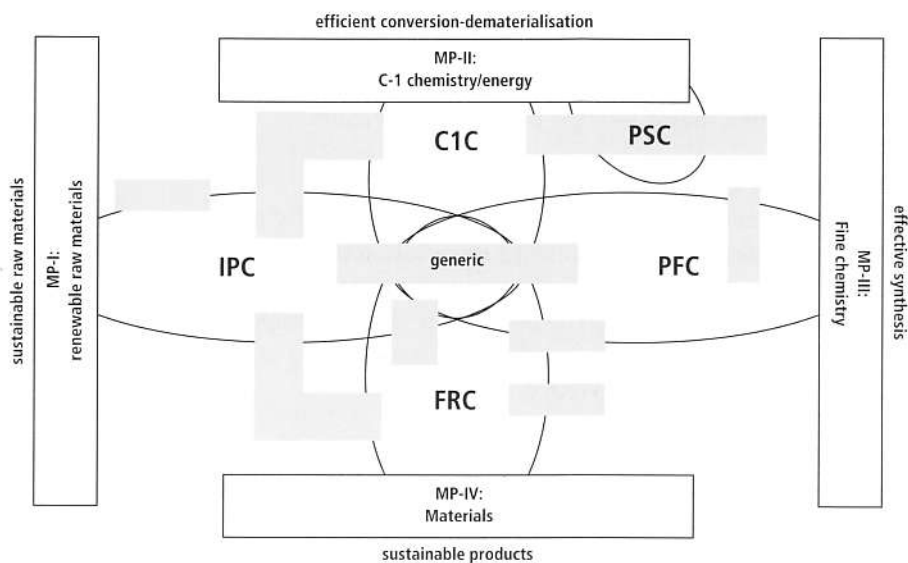 efficient conversion-dematerialisation
MP-II:
C-1 chemistry/energy
C1C
PSC
sustainable raw materials
MP-I:
renewable raw materials
IPC
generic
PFC
MP-III:
Fine chemistry
effective synthesis
FRC
MP-IV:
Materials
sustainable products